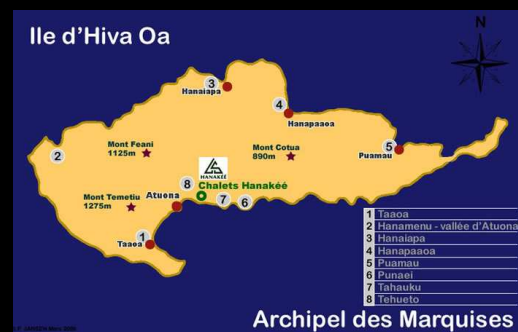 Ile d'Hiva Oa
N
3
Hanaiapa
4
Hanapaaoa
Mont Feani
1125m
Mont Cotua
890m
5
Puamau
2
HANAKÉÉ
8
Chalets Hanakéé
Mont Temetiu
1275m
Atuona
7
6
1
Taaoa
1 Taaoa
2 Hanamenu - vallèe d'Atuona
3 Hanaiapa
4 Hanapaaoa
5 Puamau
6 Punaei
7 Tahauku
8 Tehueto
Archipel des Marquises